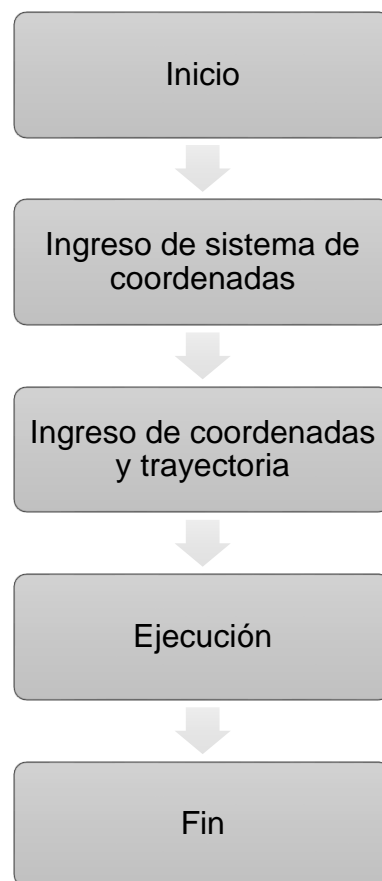 Inicio
Ingreso de sistema de
coordenadas
Ingreso de coordenadas
y trayectoria
Ejecución
Fin